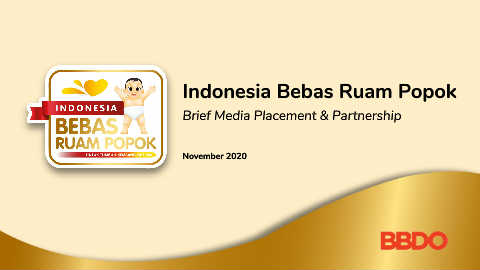 Indonesia Bebas Ruam Popok
Brief Media Placement & Partnership
INDONESIA
BEBAS
RUAM POPOK
November 2020
BBDO